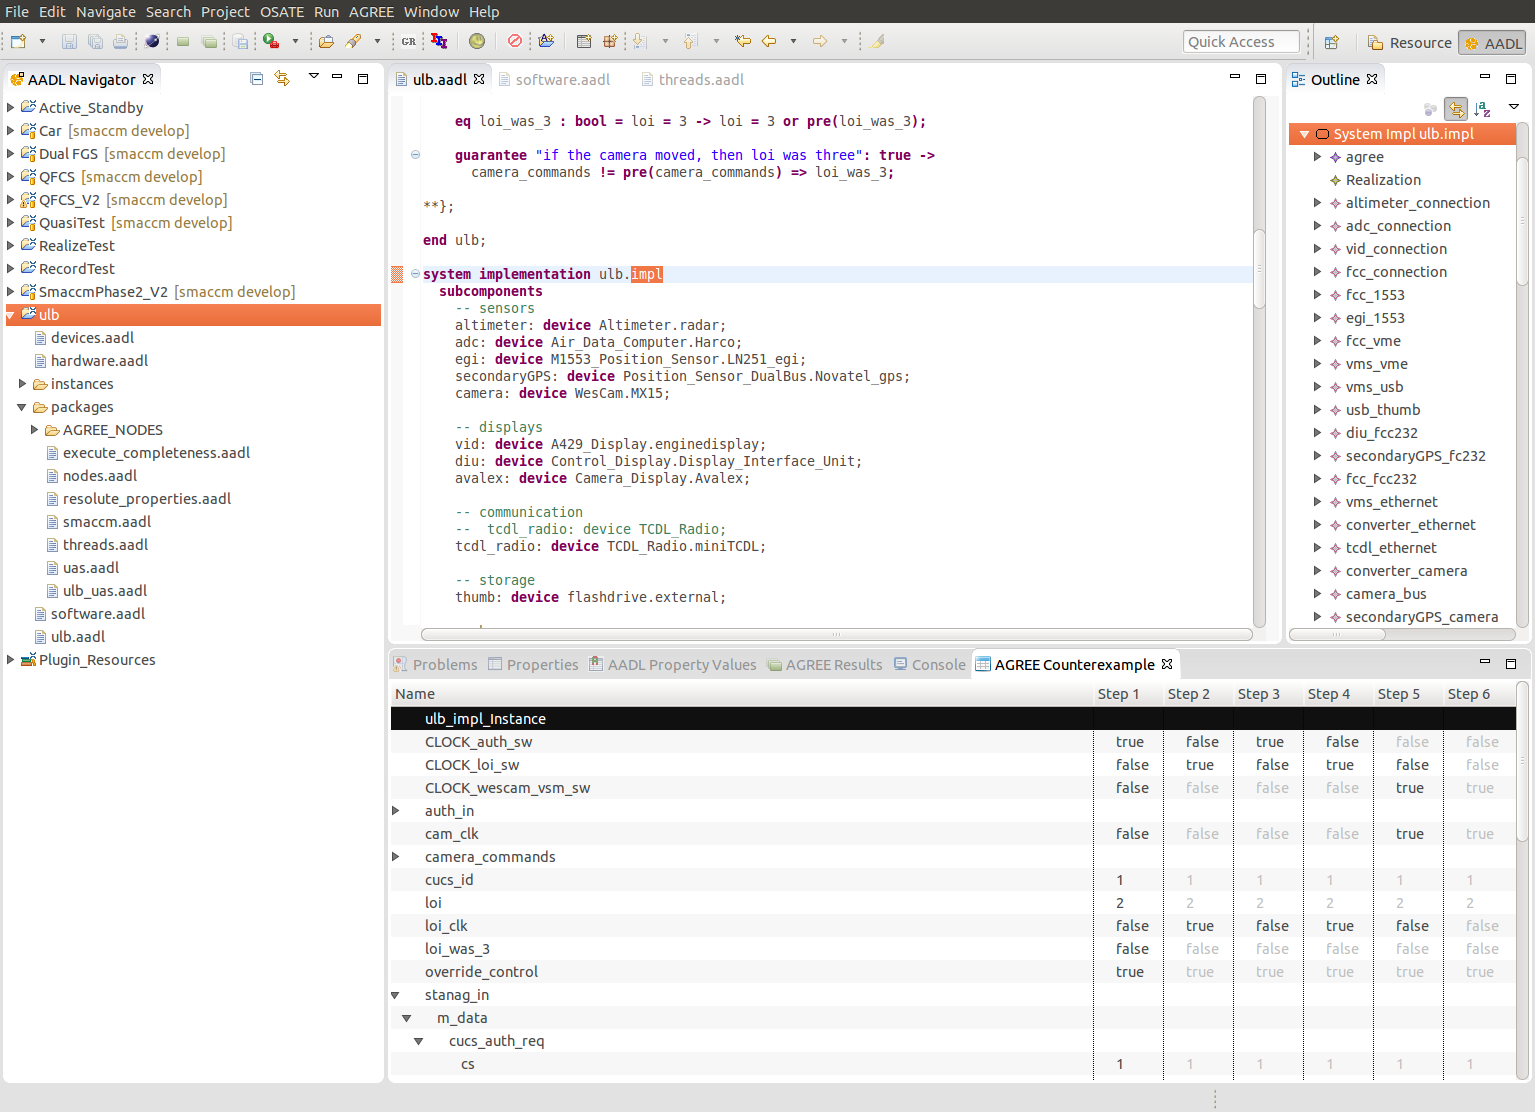 File Edit Navigate Search Project OSATE Run AGREE Window Help
GR Quick Access Resource AADL
AADL Navigator
Active_Standby
Car [smaccm develop]
Dual FGS [smaccm develop]
QFCS [smaccm develop]
QFCS_V2 [smaccm develop]
QuasiTest [smaccm develop]
RealizeTest
RecordTest
SmaccmPhase2_V2 [smaccm develop]
ulb
devices.aadl
hardware.aadl
instances
packages
AGREE_NODES
execute_completeness.aadl
nodes.aadl
resolute_properties.aadl
smaccm.aadl
threads.aadl
uas.aadl
ulb_uas.aadl
software.aadl
ulb.aadl
Plugin_Resources
ulb.aadl software.aadl threads.aadl
eq loi_was_3 : bool = loi = 3 -> loi = 3 or pre(loi_was_3);
guarantee "if the camera moved, then loi was three": true ->
camera_commands != pre(camera_commands) => loi_was_3;
**};
end ulb;
system implementation ulb.impl
subcomponents
-- sensors
altimeter: device Altimeter.radar;
adc: device Air_Data_Computer.Harco;
egi: device M1553_Position_Sensor.LN251_egi;
secondaryGPS: device Position_Sensor_DualBus.Novatel_gps;
camera: device WesCam.MX15;
-- displays
vid: device A429_Display.enginedisplay;
diu: device Control_Display.Display_Interface_Unit;
avalex: device Camera_Display.Avalex;
-- communication
--  tcdl_radio: device TCDL_Radio;
tcdl_radio: device TCDL_Radio.miniTCDL;
-- storage
thumb: device flashdrive.external;
Outline
System Impl ulb.impl
agree
Realization
altimeter_connection
adc_connection
vid_connection
fcc_connection
fcc_1553
egi_1553
fcc_vme
vms_vme
vms_usb
usb_thumb
diu_fcc232
secondaryGPS_fc232
fcc_fcc232
vms_ethernet
converter_ethernet
tcdl_ethernet
converter_camera
camera_bus
secondaryGPS_camera
Problems Properties AADL Property Values AGREE Results Console AGREE Counterexample
Name Step 1 Step 2 Step 3 Step 4 Step 5 Step 6
ulb_impl_Instance
CLOCK_auth_sw true false true false false false
CLOCK_loi_sw false true false true false false
CLOCK_wescam_vsm_sw false false false false true true
auth_in
cam_clk false false false false true true
camera_commands
cucs_id 1 1 1 1 1 1
loi 2 2 2 2 2 2
loi_clk false true false true false false
loi_was_3 false false false false false false
override_control true true true true true true
stanag_in
m_data
cucs_auth_req
cs 1 1 1 1 1 1